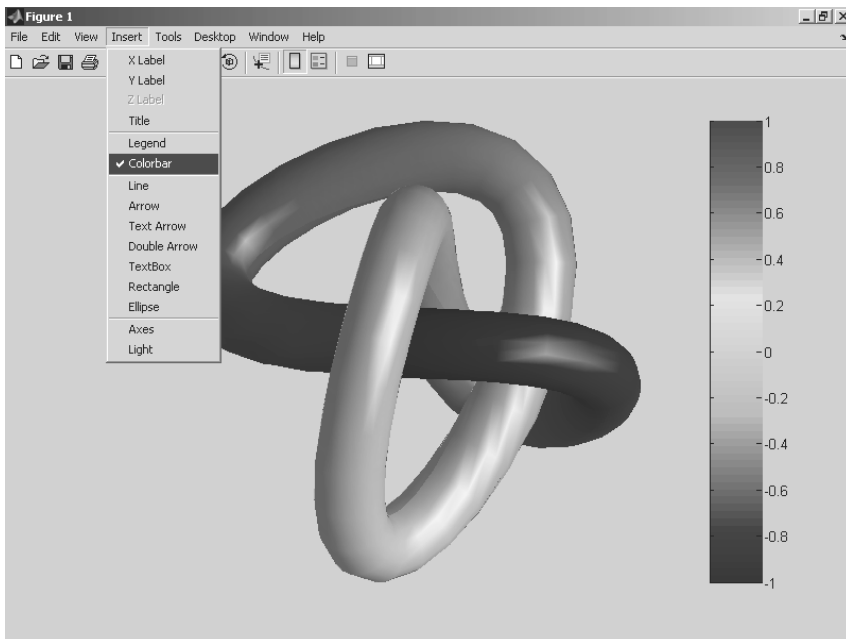 Figure 1
File Edit View Insert Tools Desktop Window Help
X Label
Y Label
Z Label
Title
Legend
Colorbar
Line
Arrow
Text Arrow
Double Arrow
TextBox
Rectangle
Ellipse
Axes
Light
1
0.8
0.6
0.4
0.2
0
-0.2
-0.4
-0.6
-0.8
-1